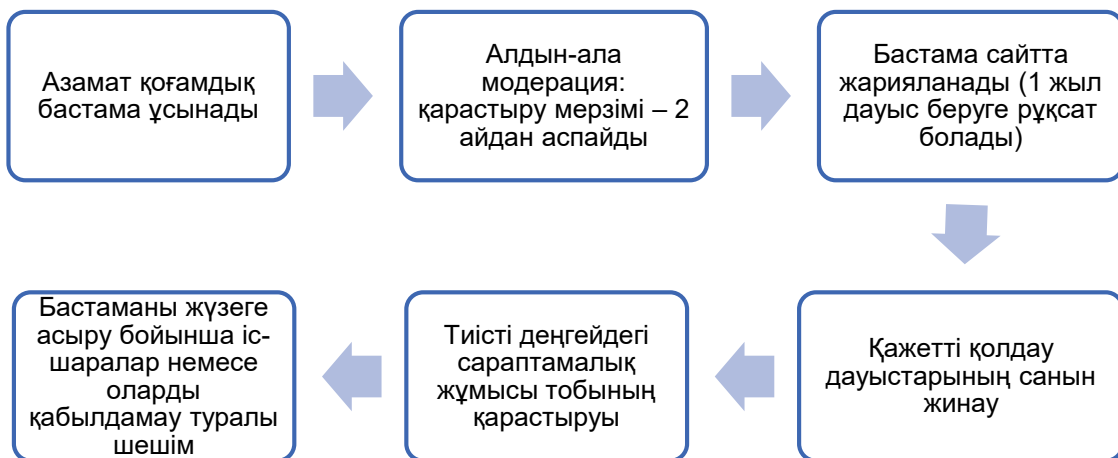 Азамат қоғамдық
бастама ұсынады
Алдын-ала
модерация:
қарастыру мерзімі – 2
айдан аспайды
Бастама сайтта
жарияланады (1 жыл
дауыс беруге рұқсат
болады)
Қажетті қолдау
дауыстарының санын
жинау
Тиісті деңгейдегі
сараптамалық
жұмысы тобының
қарастыруы
Бастаманы жүзеге
асыру бойынша іс-
шаралар немесе
оларды
қабылдамау туралы
шешім